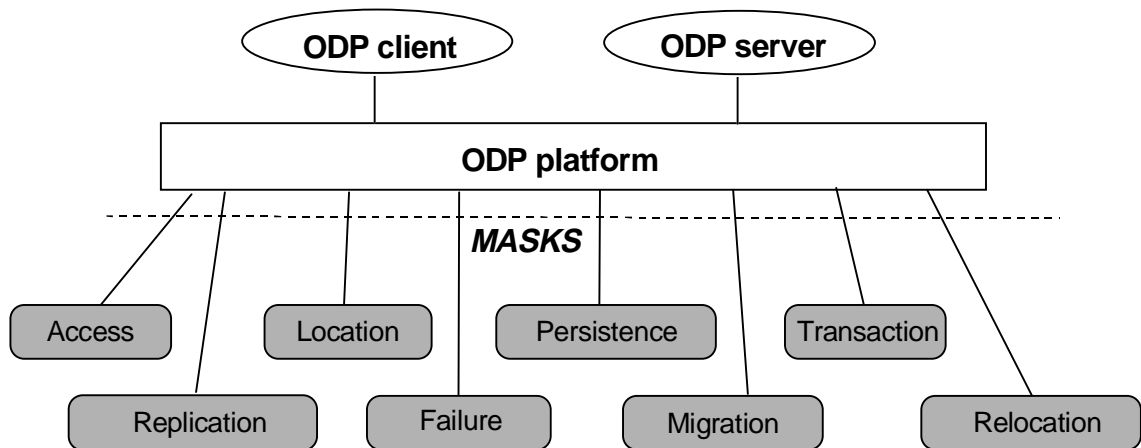 ODP client
ODP server
ODP platform
MASKS
Access
Location
Persistence
Transaction
Replication
Failure
Migration
Relocation